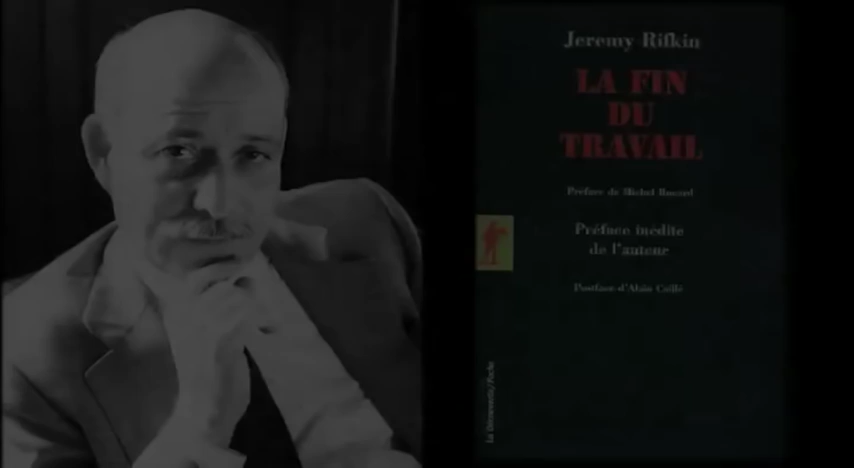 Jeremy Rifkin
LA FIN
DU
TRAVAIL
Préface de Michel Rocard
Préface inédite
de l'auteur
Postface d'Alain Caillé
La Découverte/Poche